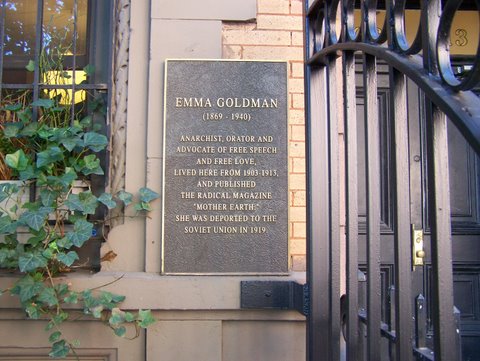 EMMA GOLDMAN
(1869 - 1940)
ANARCHIST, ORATOR AND
ADVOCATE OF FREE SPEECH
AND FREE LOVE,
LIVED HERE FROM 1903-1913,
AND PUBLISHED
THE RADICAL MAGAZINE
"MOTHER EARTH."
SHE WAS DEPORTED TO THE
SOVIET UNION IN 1919.